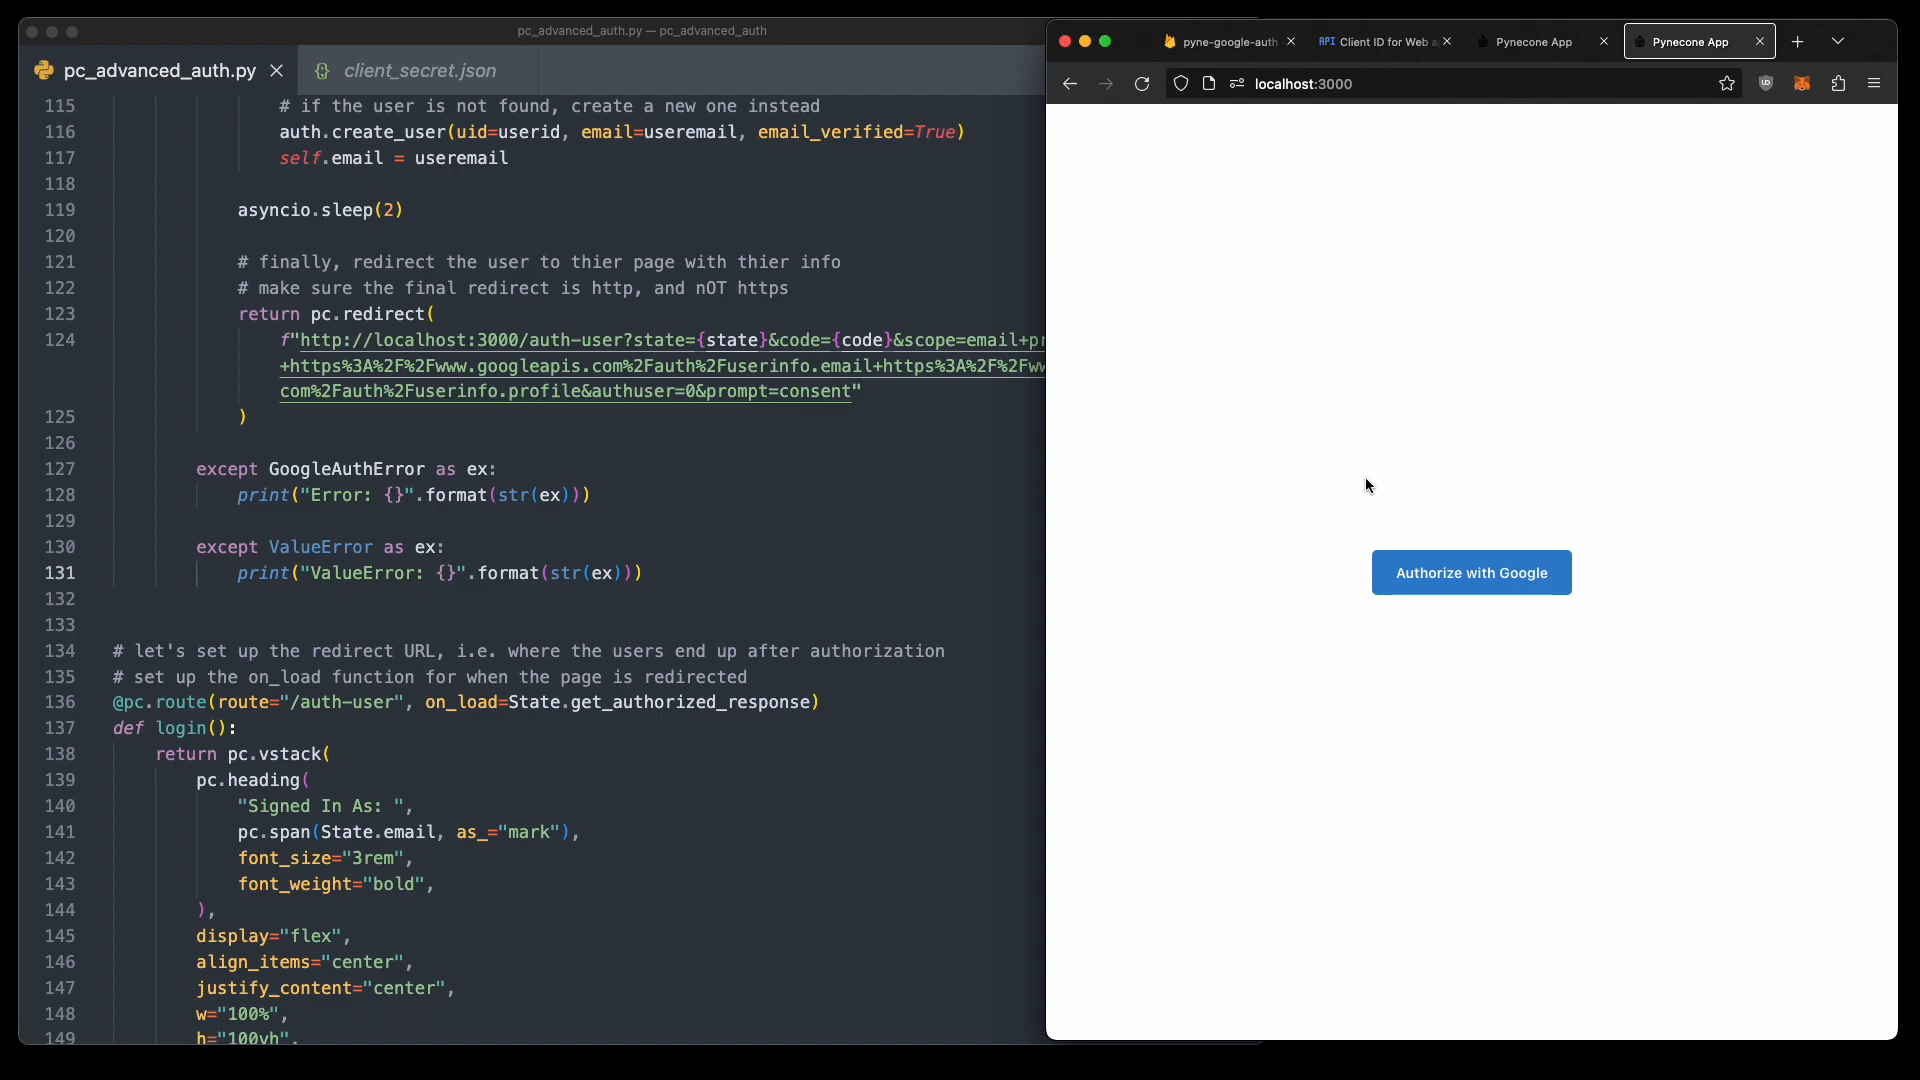 pc_advanced_auth.py — pc_advanced_auth
pc_advanced_auth.py
client_secret.json
115 # if the user is not found, create a new one instead
116 auth.create_user(uid=userid, email=useremail, email_verified=True)
117 self.email = useremail
118
119 asyncio.sleep(2)
120
121 # finally, redirect the user to thier page with thier info
122 # make sure the final redirect is http, and nOT https
123 return pc.redirect(
124 f"http://localhost:3000/auth-user?state={state}&code={code}&scope=email+pr
+https%3A%2F%2Fwww.googleapis.com%2Fauth%2Fuserinfo.email+https%3A%2F%2Fww
com%2Fauth%2Fuserinfo.profile&authuser=0&prompt=consent"
125 )
126
127 except GoogleAuthError as ex:
128 print("Error: {}".format(str(ex)))
129
130 except ValueError as ex:
131 print("ValueError: {}".format(str(ex)))
132
133
134 # let's set up the redirect URL, i.e. where the users end up after authorization
135 # set up the on_load function for when the page is redirected
136 @pc.route(route="/auth-user", on_load=State.get_authorized_response)
137 def login():
138 return pc.vstack(
139 pc.heading(
140 "Signed In As: ",
141 pc.span(State.email, as_="mark"),
142 font_size="3rem",
143 font_weight="bold",
144 ),
145 display="flex",
146 align_items="center",
147 justify_content="center",
148 w="100%",
149 h="100vh",
pyne-google-auth
API Client ID for Web a
Pynecone App
Pynecone App
localhost:3000
Authorize with Google